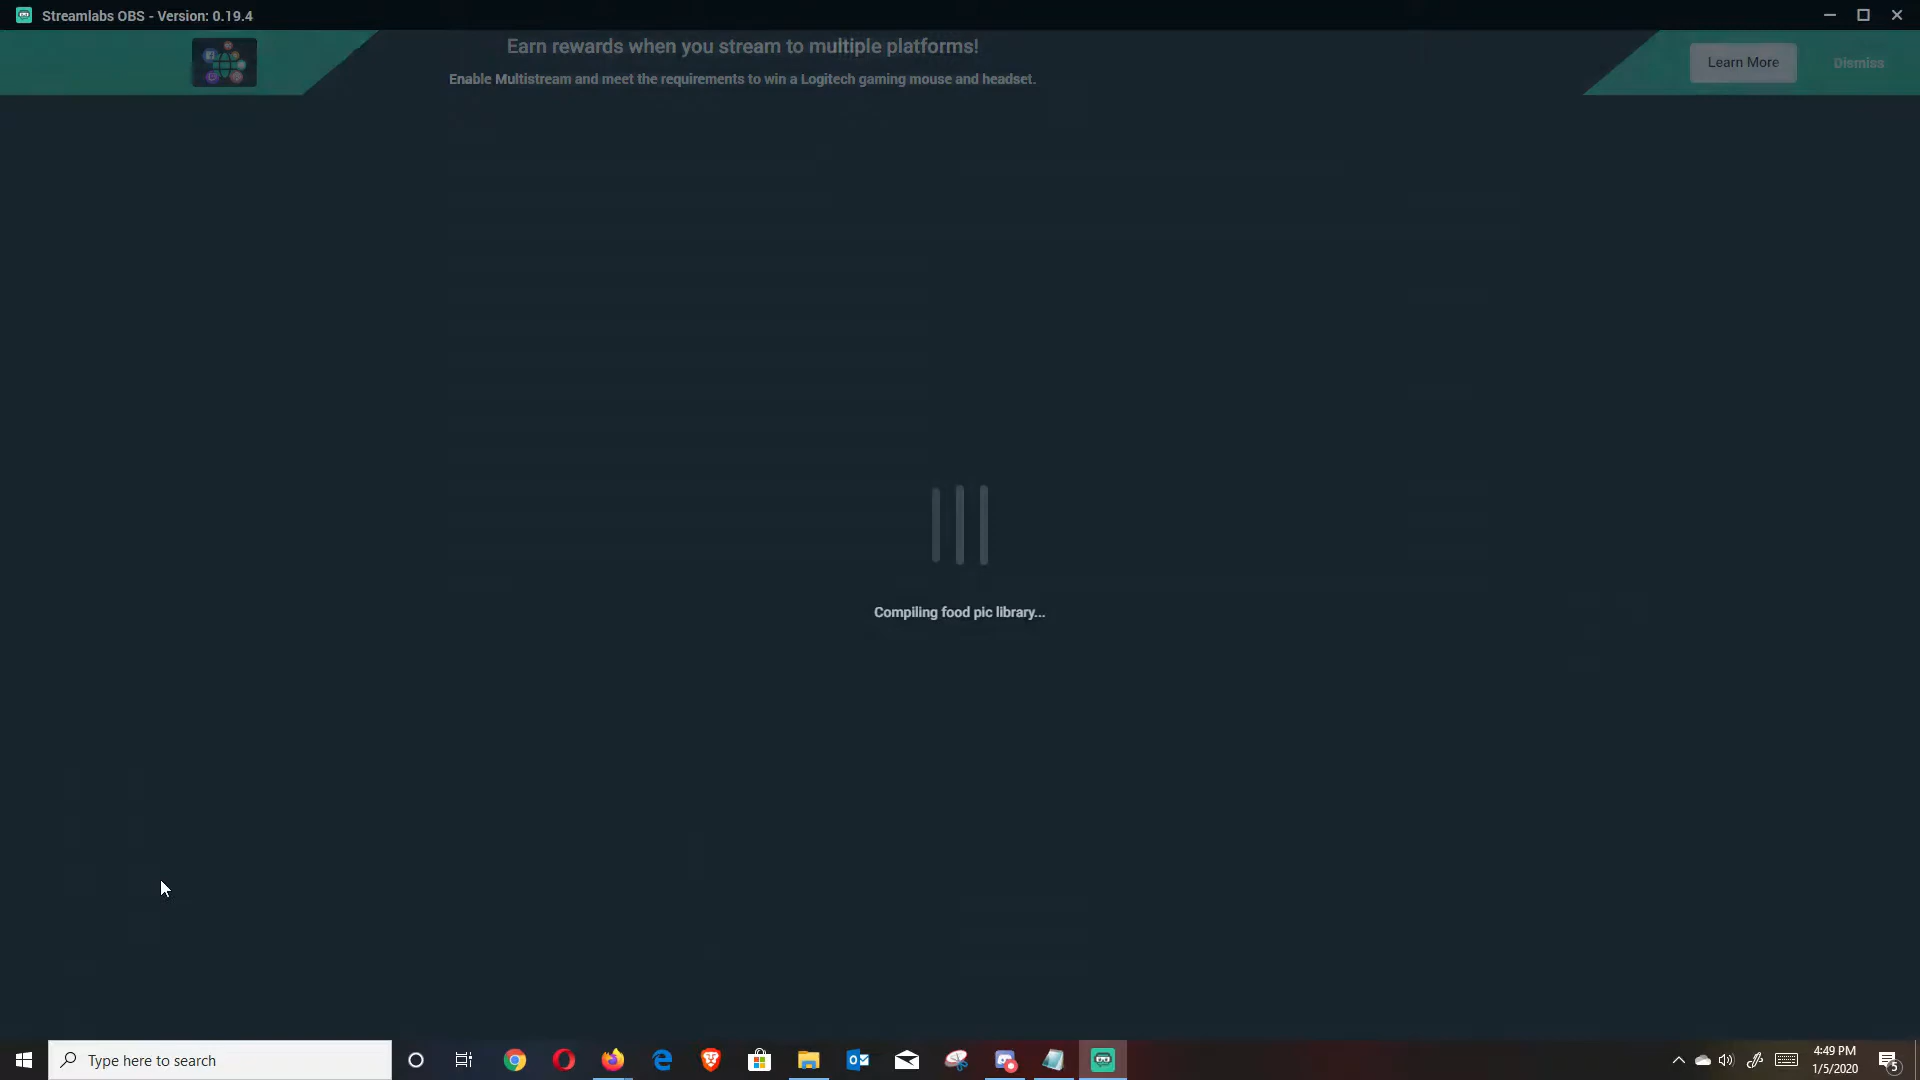 Streamlabs OBS - Version: 0.19.4
Earn rewards when you stream to multiple platforms!
Enable Multistream and meet the requirements to win a Logitech gaming mouse and headset.
Learn More
Dismiss
Compiling food pic library...
Type here to search
4:49 PM
1/5/2020
5